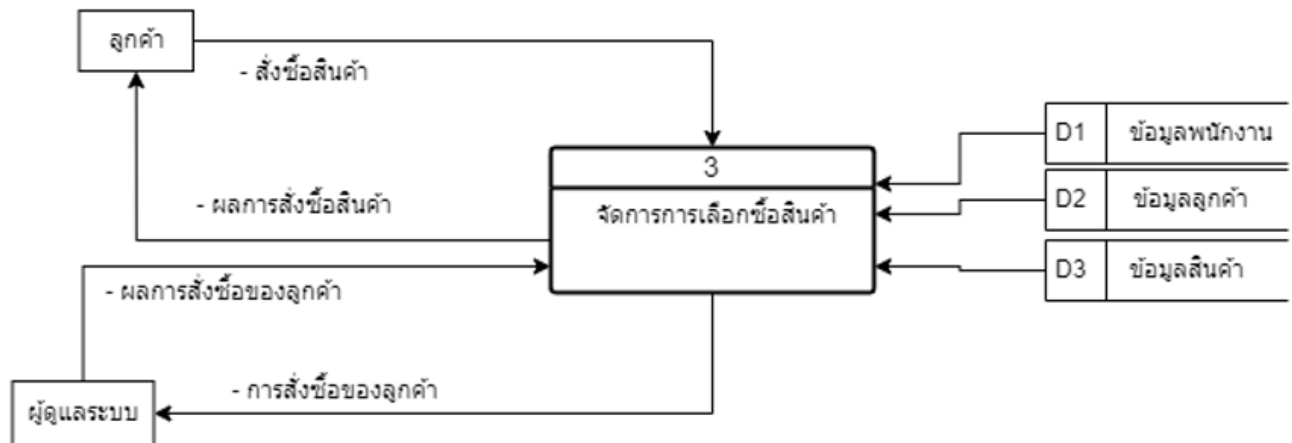 ลูกค้า
- สั่งซื้อสินค้า
D1 ข้อมูลพนักงาน
3
- ผลการสั่งซื้อสินค้า
จัดการการเลือกซื้อสินค้า
D2 ข้อมูลลูกค้า
D3 ข้อมูลสินค้า
- ผลการสั่งซื้อของลูกค้า
- การสั่งซื้อของลูกค้า
ผู้ดูแลระบบ